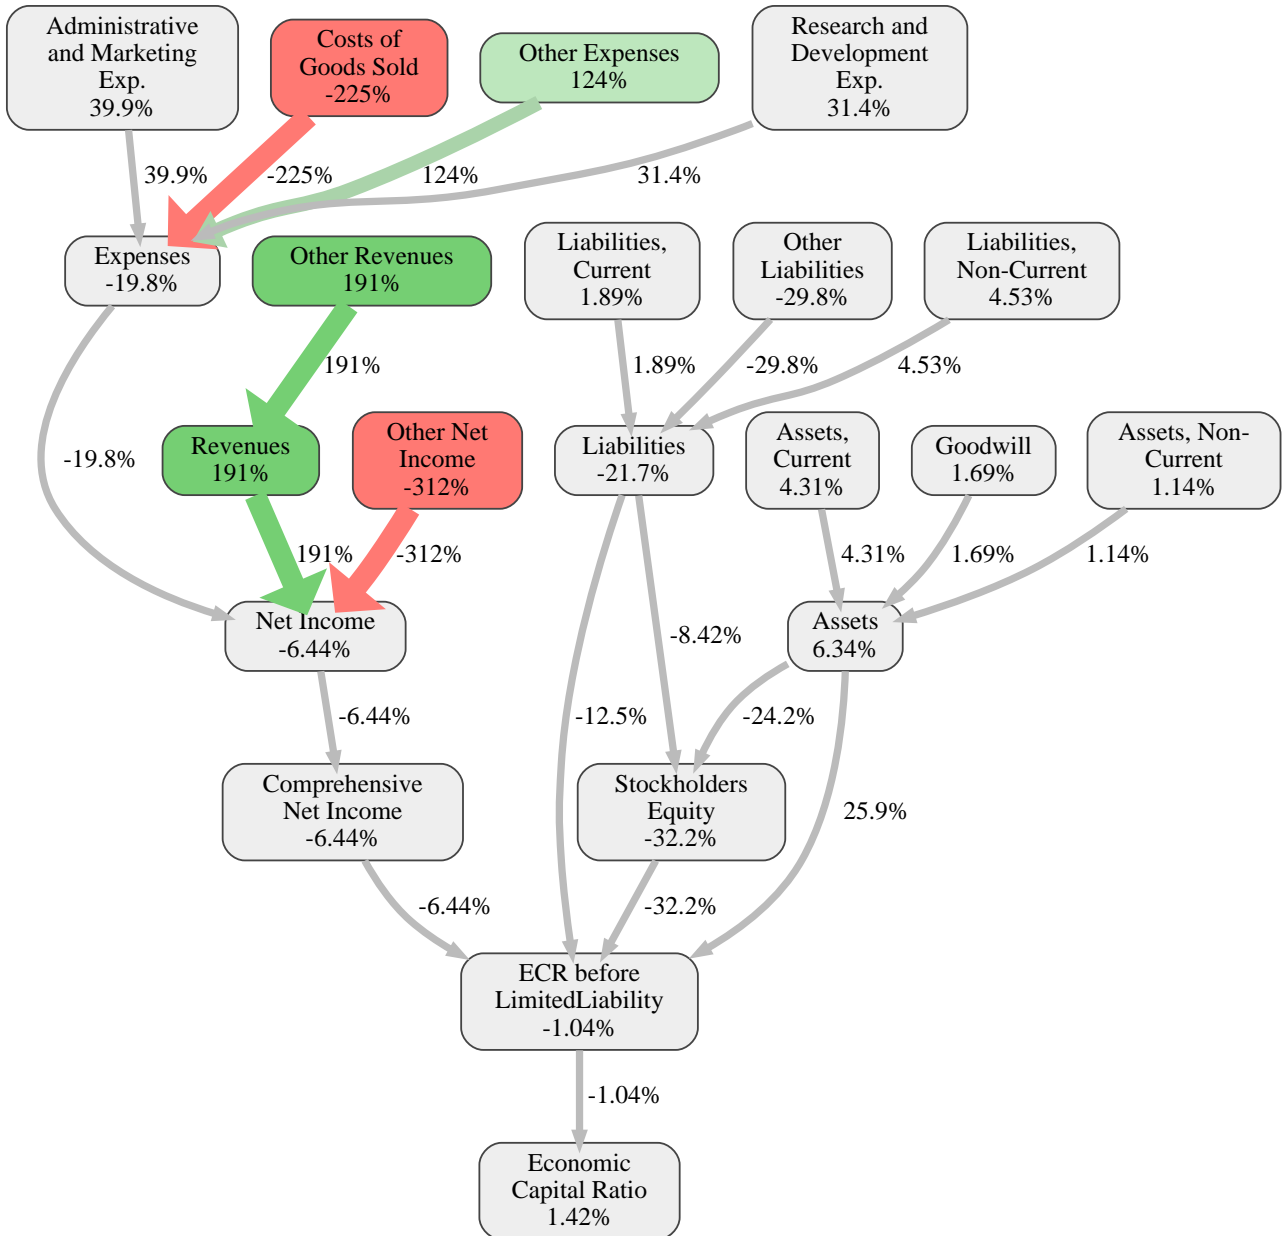 Administrative
and Marketing
Exp.
39.9%
Costs of
Goods Sold
-225%
Other Expenses
124%
Research and
Development
Exp.
31.4%
39.9%
-225%
124%
31.4%
Expenses
-19.8%
Other Revenues
191%
Liabilities,
Current
1.89%
Other
Liabilities
-29.8%
Liabilities,
Non-Current
4.53%
191%
1.89%
-29.8%
4.53%
-19.8%
Revenues
191%
Other Net
Income
-312%
Liabilities
-21.7%
Assets,
Current
4.31%
Goodwill
1.69%
Assets, Non-
Current
1.14%
191%
-312%
4.31%
1.69%
1.14%
Net Income
-6.44%
-8.42%
Assets
6.34%
-6.44%
-12.5%
-24.2%
Comprehensive
Net Income
-6.44%
Stockholders
Equity
-32.2%
25.9%
-6.44%
-32.2%
ECR before
LimitedLiability
-1.04%
-1.04%
Economic
Capital Ratio
1.42%